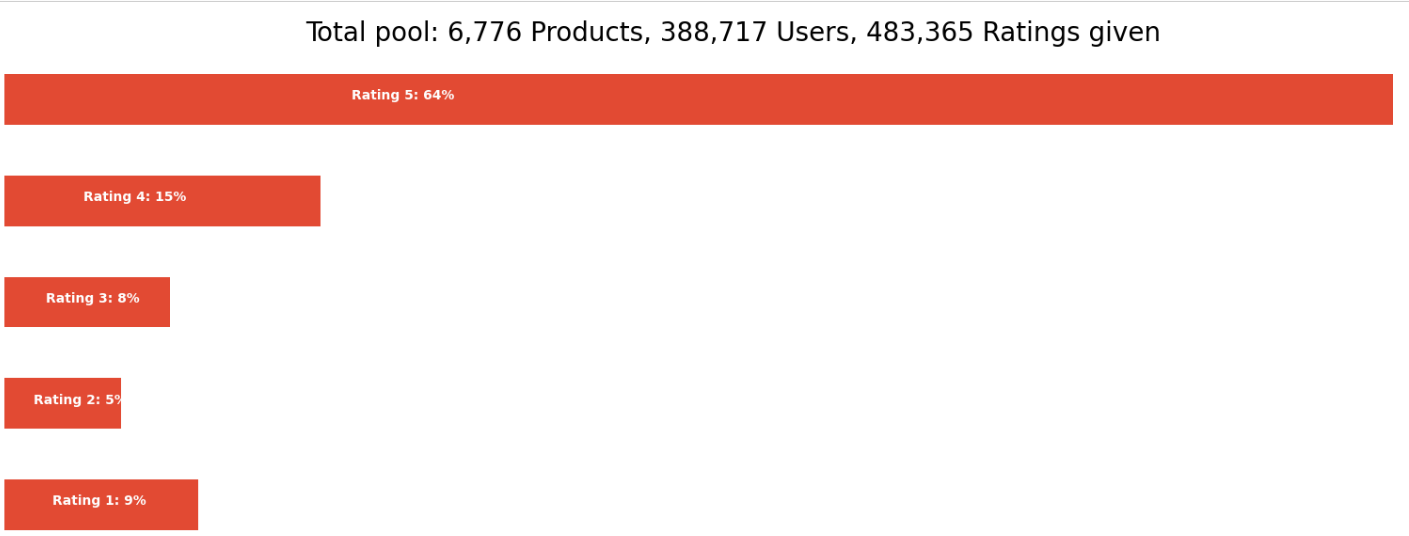 Total pool: 6,776 Products, 388,717 Users, 483,365 Ratings given
Rating 5: 64%
Rating 4: 15%
Rating 3: 8%
Rating 2: 5%
Rating 1: 9%